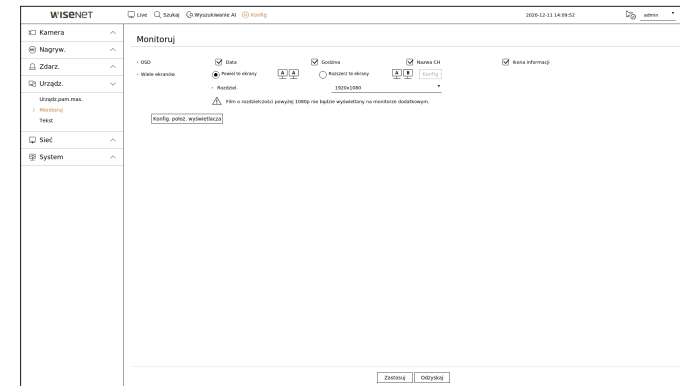 WISENET Live Szukaj Wyszukiwanie AI Konfig 2020-12-11 14:09:52 admin
Kamera
Nagryw.
Zdarz.
Urządz.
Urządz.pam.mas.
Monitoruj
Tekst
Sieć
System
Monitoruj
OSD Data Godzina Nazwa CH Ikona informacji
Wiele ekranów Powiel te ekrany A A Rozszerz te ekrany A B Konfig
Rozdziel. 1920x1080
Film o rozdzielczości powyżej 1080p nie będzie wyświetlany na monitorze dodatkowym.
Konfig. położ. wyświetlacza
Zastosuj Odzyskaj